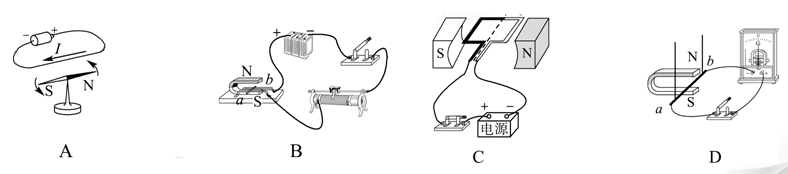 − + I S N A
+ − N b a S B
S N + − 电源 C
N b a S D